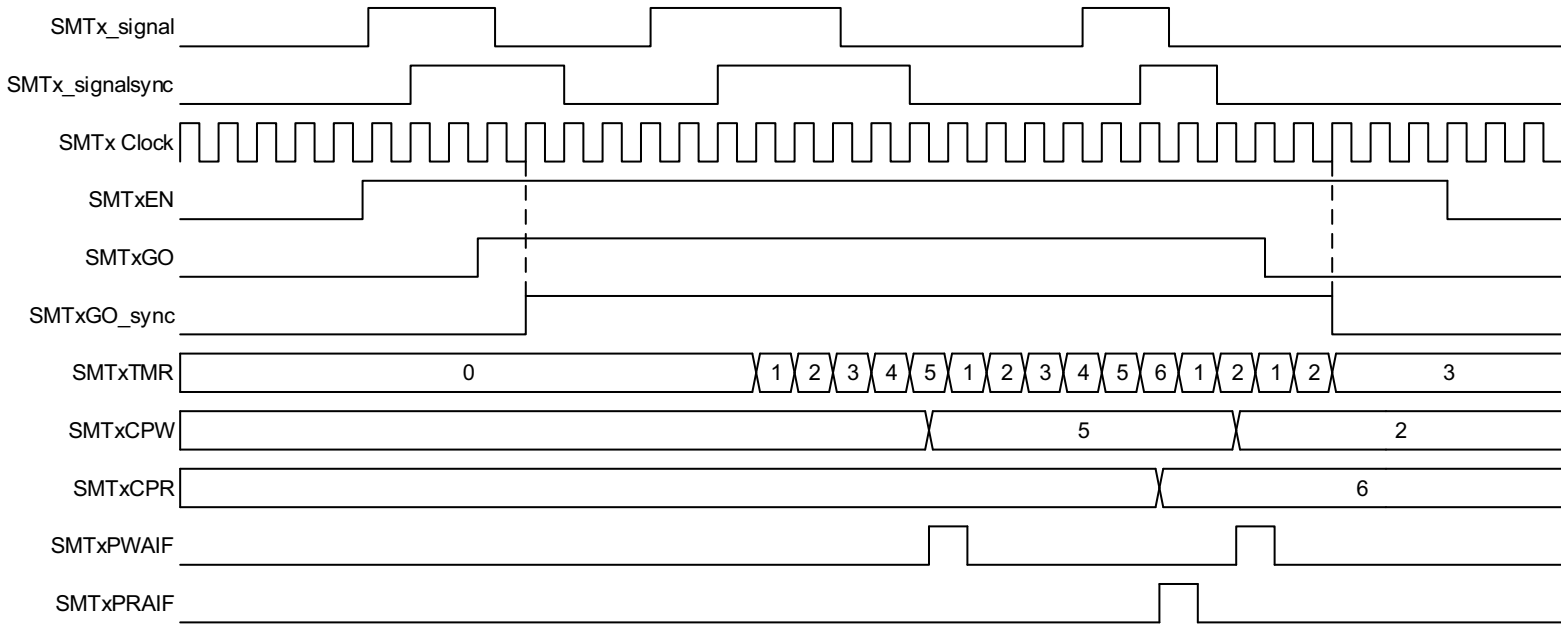 SMTx_signal
SMTx_signalsync
SMTx Clock
SMTxEN
SMTxGO
SMTxGO_sync
SMTxTMR 0 1 2 3 4 5 1 2 3 4 5 6 1 2 1 2 3
SMTxCPW 5 2
SMTxCPR 6
SMTxPWAIF
SMTxPRAIF